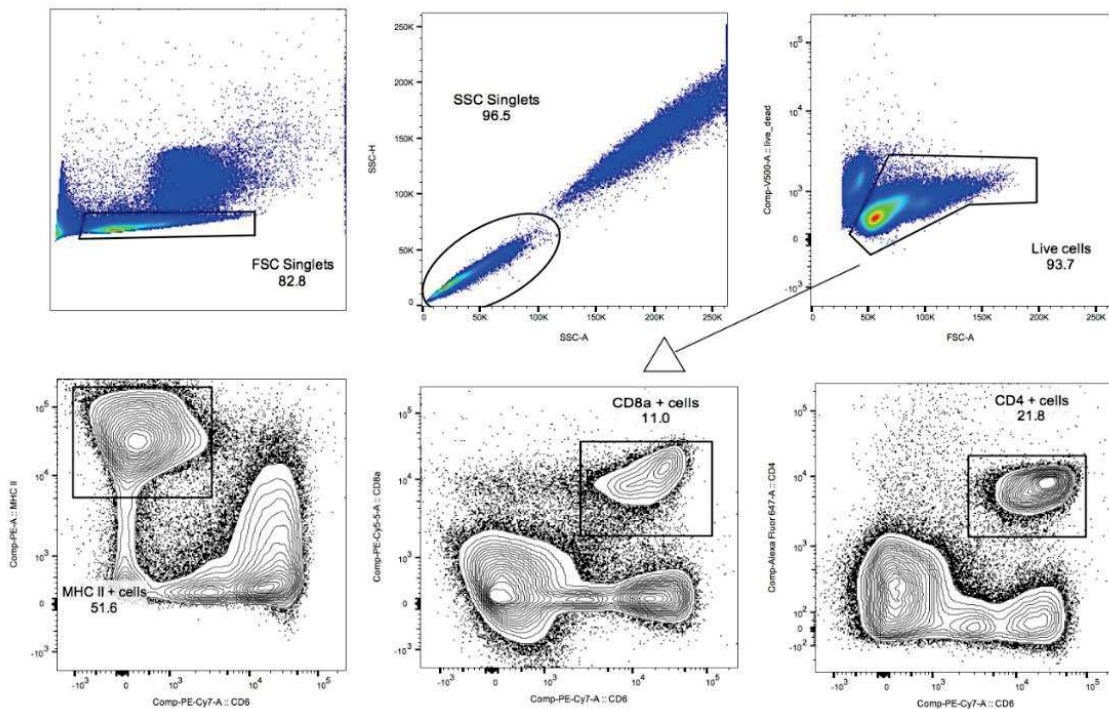 FSC Singlets
82.8
250K
200K
150K
100K
50K
0
SSC-H
SSC Singlets
96.5
0
50K
100K
150K
200K
250K
SSC-A
10^5
10^4
10^3
0
-10^3
Comp-V500-A :: live_dead
Live cells
93.7
0
50K
100K
150K
200K
250K
FSC-A
10^5
10^4
10^3
0
-10^3
Comp-PE-A :: MHC II
MHC II + cells
51.6
-10^3
0
10^3
10^4
10^5
Comp-PE-Cy7-A :: CD6
10^5
10^4
10^3
0
-10^3
Comp-PE-Cy5-5-A :: CD8a
CD8a + cells
11.0
-10^3
0
10^3
10^4
10^5
Comp-PE-Cy7-A :: CD6
10^5
10^4
10^3
10^2
0
-10^2
Comp-Alexa Fluor 647-A :: CD4
CD4 + cells
21.8
-10^3
0
10^3
10^4
10^5
Comp-PE-Cy7-A :: CD6